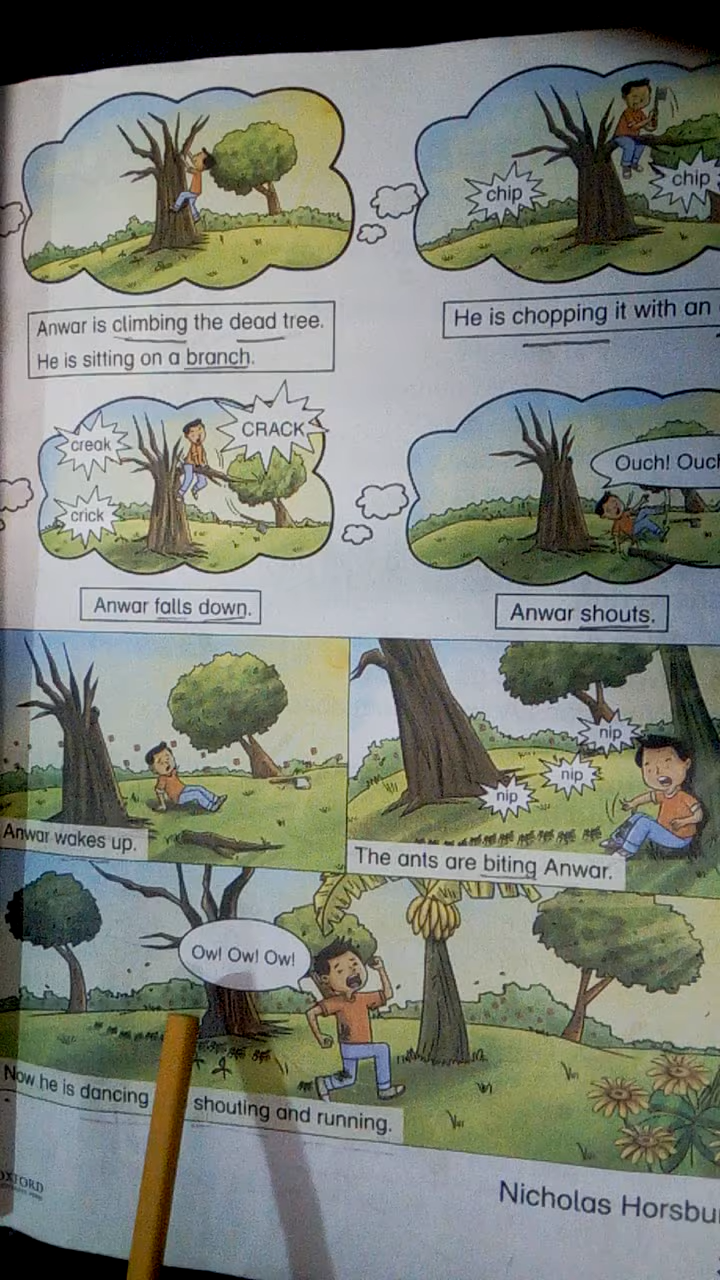 chip
chip
Anwar is climbing the dead tree.
He is sitting on a branch.
He is chopping it with an
creak
CRACK
crick
Ouch!
Anwar falls down.
Anwar shouts.
Anwar wakes up.
nip
nip
nip
The ants are biting Anwar.
Ow! Ow! Ow!
Now he is dancing
shouting and running.
OXFORD
Nicholas